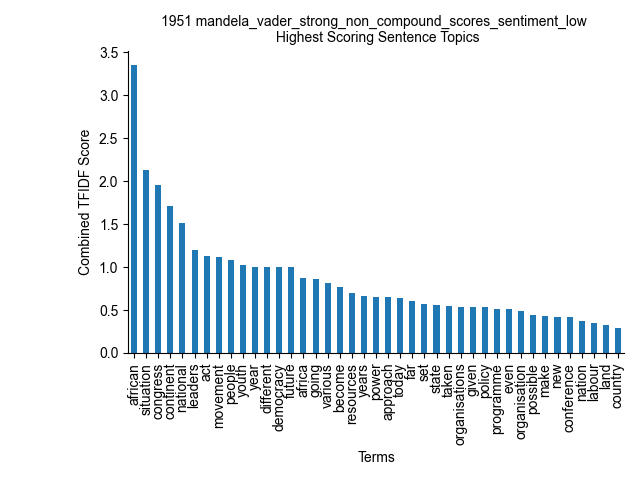 1951 mandela_vader_strong_non_compound_scores_sentiment_low
Highest Scoring Sentence Topics
Combined TFIDF Score
3.5
3.0
2.5
2.0
1.5
1.0
0.5
0.0
african
situation
congress
continent
national
leaders
act
movement
people
youth
year
different
democracy
future
africa
going
various
become
resources
years
power
approach
today
far
set
state
taken
organisations
given
policy
programme
even
organisation
possible
make
new
conference
nation
labour
land
country
Terms